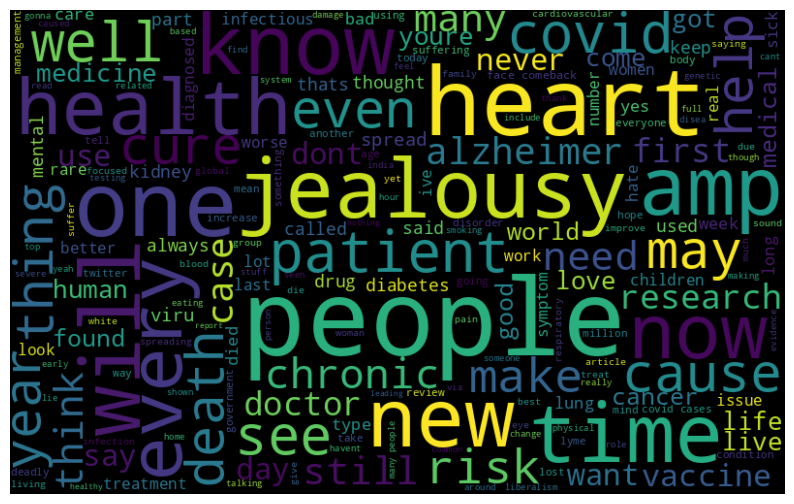 management
gonna
caused
care
damage
based
part
infectious
bad
using
cardiovascular
saying
got
well
know
many
covid
youre
suffering
find
feel
cant
keep
sick
medicine
diagnosed
thats
thought
today
never
come
women
body
help
health
even
heart
read
related
system
family
face comeback
number
yes
genetic
real
medical
tell
another
thank
include
everyone
full
disea
mental
use
cure
worse
spread
dont
age
alzheimer
first
due
though
rare
testing
focused
global
kidney
mean
something
india
ive
yet
hate
hope
week
suffer
one
jealousy
amp
increase
hour
called
said
disorder
world
used
sound
improve
long
much
top
better
always
case
group
smoking
patient
work
need
may
severe
yeah
twitter
blood
lot
stuff
seen
going
love
children
making
human
eating
last
drug
diabetes
good
symptom
research
year
thing
will
every
viru
die
white
report
person
people
pain
respiratory
million
now
evidence
found
spreading
died
woman
someone
article
look
early
way
death
government
chronic
make
treat
cause
really
think
lie
shown
leading
review
via
cancer
issue
doctor
best
lung
mind
covid cases
infection
see
type
new
eye
change
physical
lyme
role
time
life
say
home
take
many people
live
deadly
day
still
havent
risk
want
lost
condition
vaccine
living
treatment
healthy
talking
give
around
liberalism